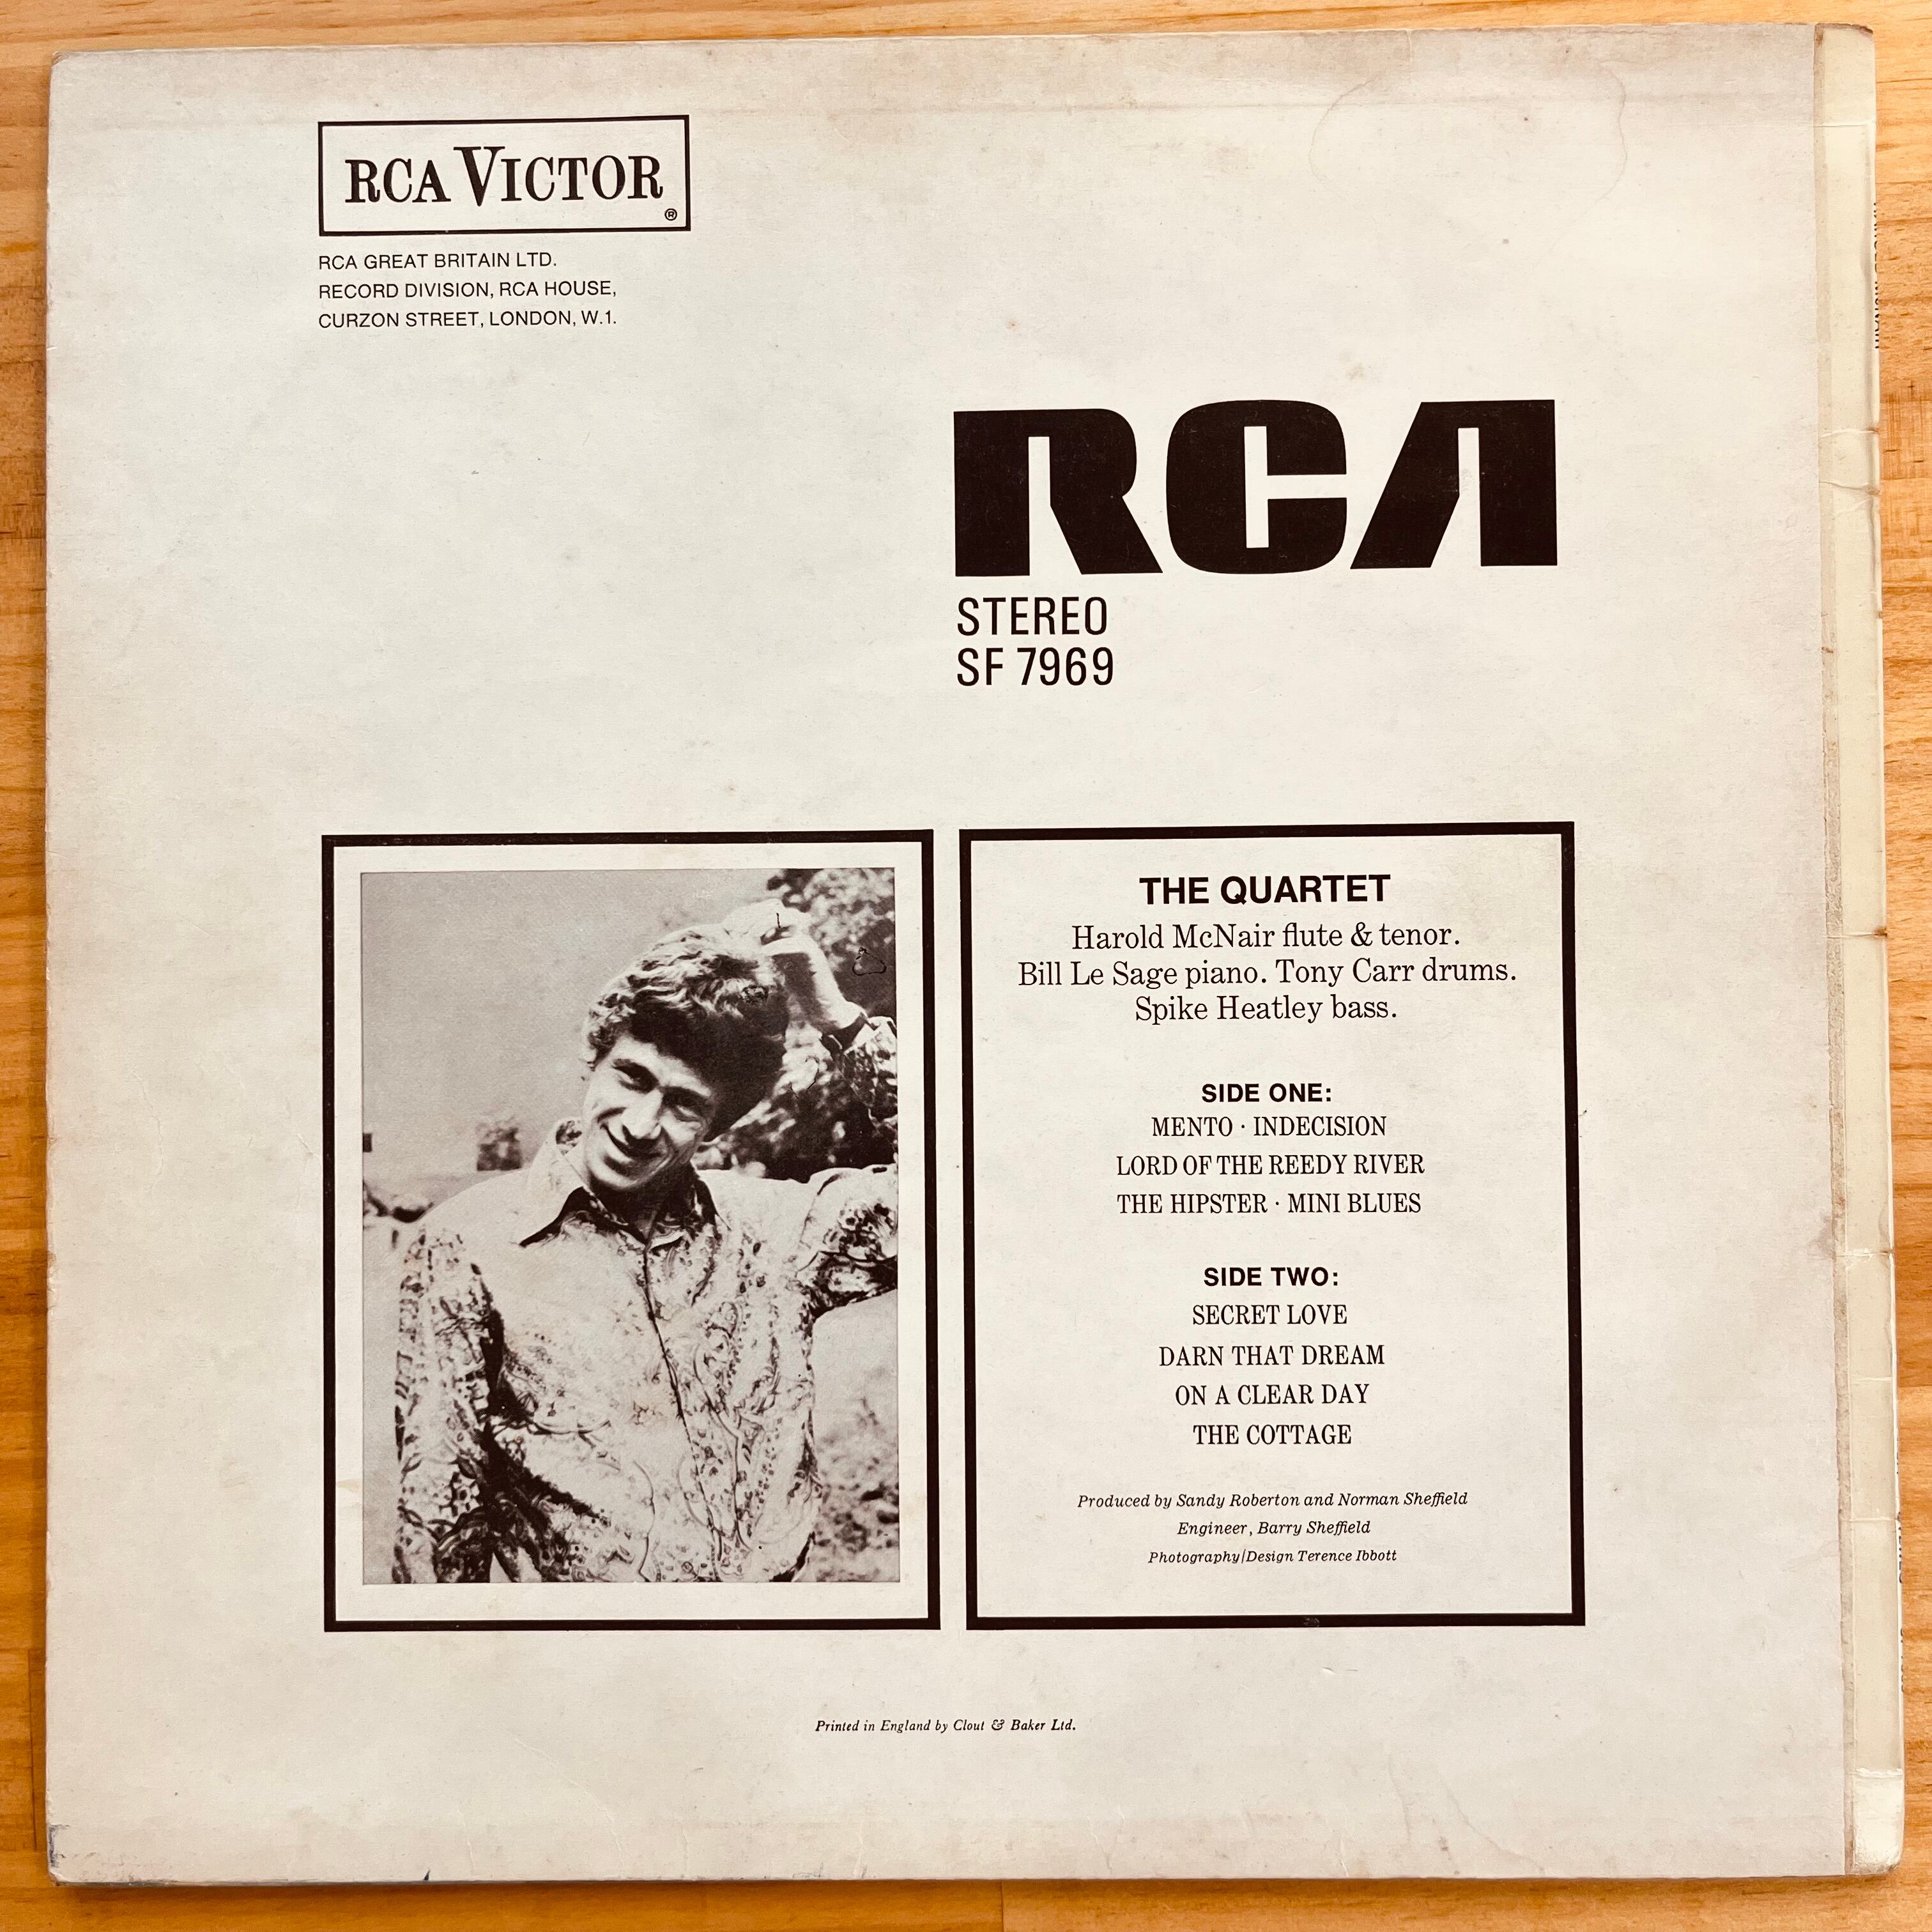 RCA VICTOR ®
RCA GREAT BRITAIN LTD.
RECORD DIVISION, RCA HOUSE,
CURZON STREET, LONDON, W.1.
RCA
STEREO
SF 7969
THE QUARTET
Harold McNair flute & tenor.
Bill Le Sage piano. Tony Carr drums.
Spike Heatley bass.
SIDE ONE:
MENTO · INDECISION
LORD OF THE REEDY RIVER
THE HIPSTER · MINI BLUES
SIDE TWO:
SECRET LOVE
DARN THAT DREAM
ON A CLEAR DAY
THE COTTAGE
Produced by Sandy Roberton and Norman Sheffield
Engineer, Barry Sheffield
Photography/Design Terence Ibbott
Printed in England by Clout & Baker Ltd.